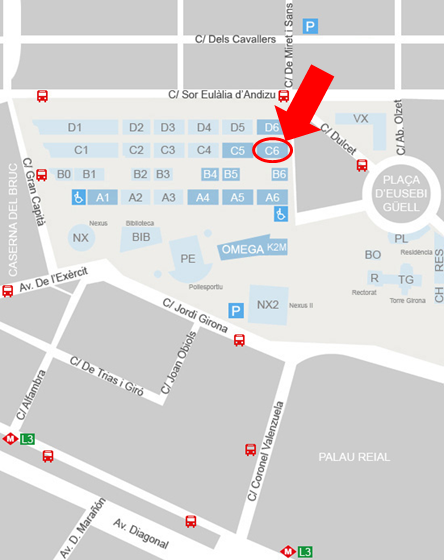 P
C/ De Miret i Sans
C/ Dels Cavallers
C/ Sor Eulàlia d'Andizu
D1 D2 D3 D4 D5 D6
C/ Dulcet
VX
C/ Ab. Olzet
C1 C2 C3 C4 C5 C6
C/ Gran Capità
CASERNA DEL BRUC
B0 B1 B2 B3 B4 B5 B6
PLAÇA
D'EUSEBI
GÜELL
A1 A2 A3 A4 A5 A6
Nexus
NX
Biblioteca
BIB
OMEGA K2M
PE
Poliesportiu
PL
Residència
BO
CH
RES
R
Rectorat
TG
Torre Girona
Av. De l'Exèrcit
C/ Jordi Girona
P
NX2
Nexus II
C/ De Trias i Giró
C/ Joan Obiols
C/ Alfambra
C/ Coronel Valenzuela
M L3
PALAU REIAL
Av. D. Marañón
Av. Diagonal
M L3